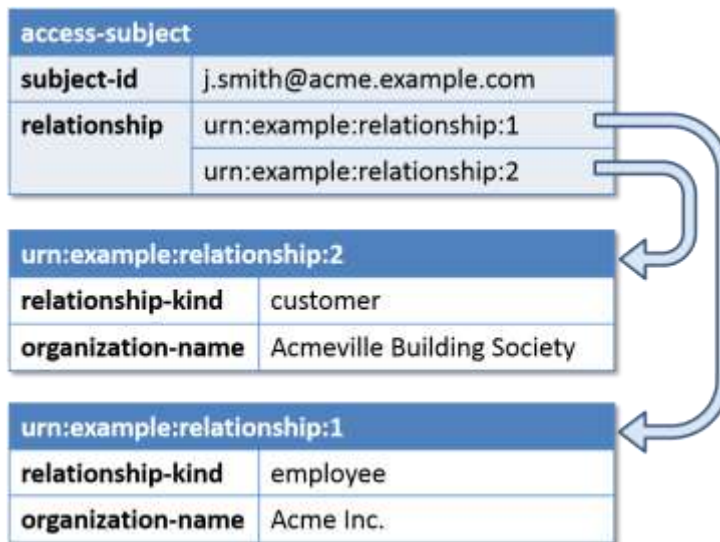 access-subject
subject-id j.smith@acme.example.com
relationship urn:example:relationship:1
urn:example:relationship:2
urn:example:relationship:2
relationship-kind customer
organization-name Acmeville Building Society
urn:example:relationship:1
relationship-kind employee
organization-name Acme Inc.